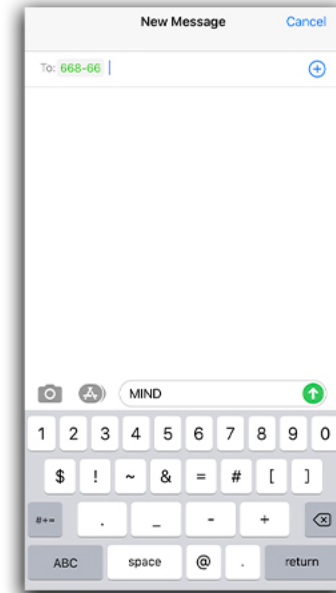 New Message Cancel
To: 668-66
MIND
1 2 3 4 5 6 7 8 9 0
$ ! ~ & = # [ ]
#+= . _ - + 
ABC space @ . return